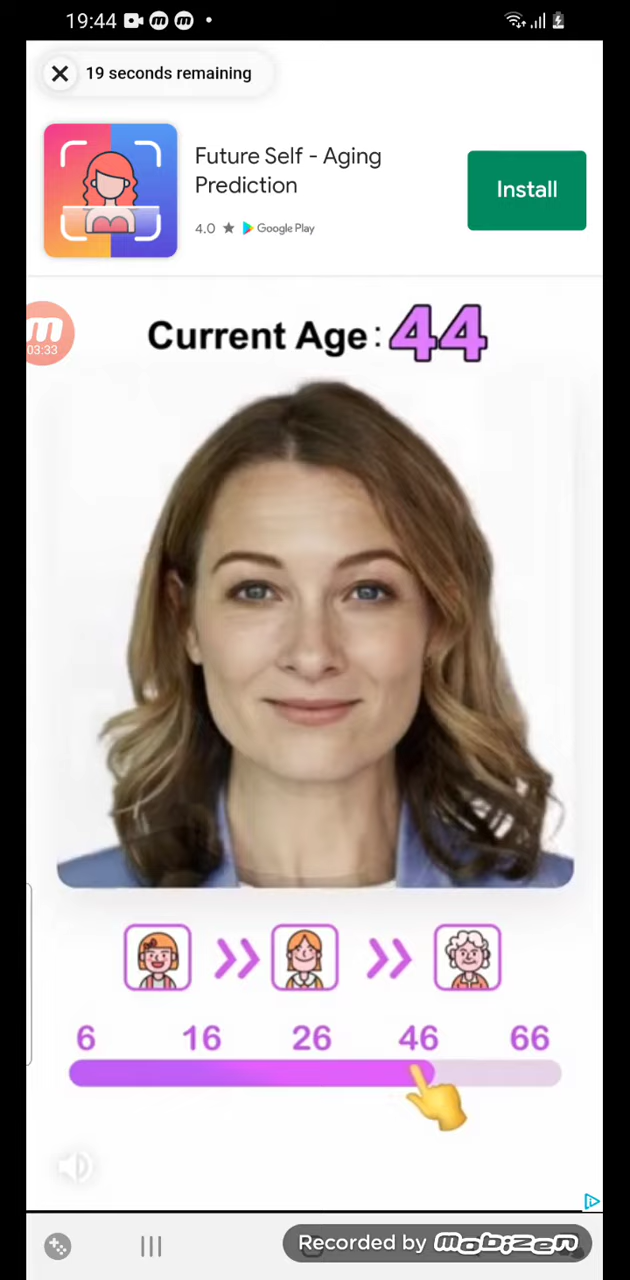 19:44
19 seconds remaining
Future Self - Aging
Prediction
4.0 ★ Google Play
Install
m
03:33
Current Age: 44
6 16 26 46 66
Recorded by mobizen